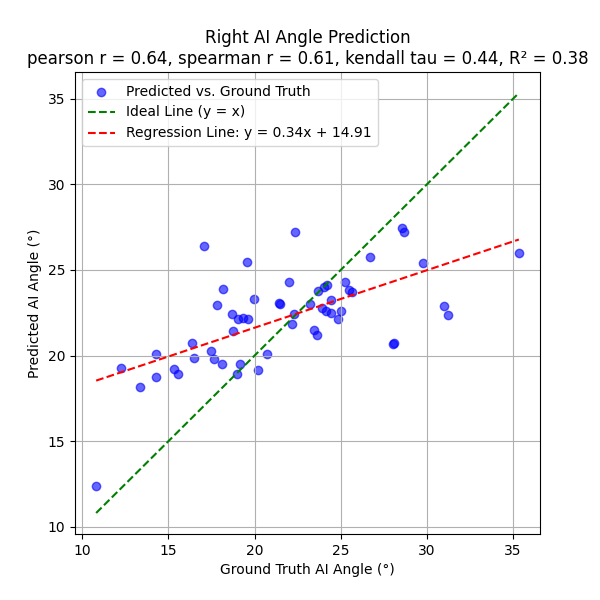 Right AI Angle Prediction
pearson r = 0.64, spearman r = 0.61, kendall tau = 0.44, R² = 0.38
Predicted vs. Ground Truth
Ideal Line (y = x)
Regression Line: y = 0.34x + 14.91
Predicted AI Angle (°)
35
30
25
20
15
10
10 15 20 25 30 35
Ground Truth AI Angle (°)